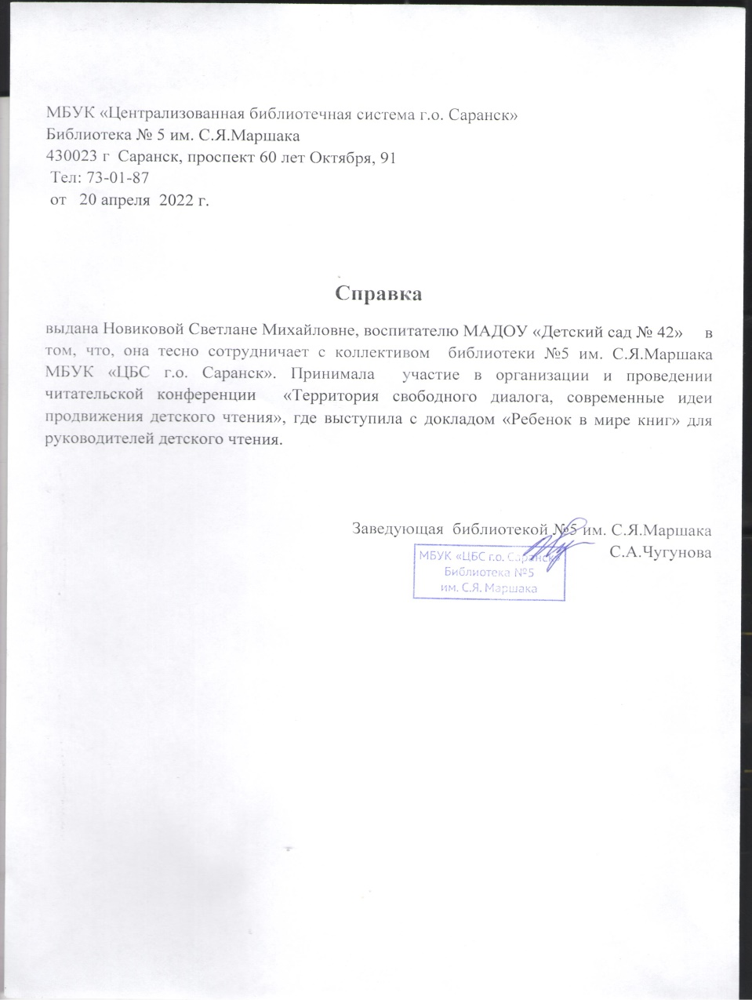 МБУК «Централизованная библиотечная система г.о. Саранск»
Библиотека № 5 им. С.Я.Маршака
430023 г  Саранск, проспект 60 лет Октября, 91
Тел: 73-01-87
от   20 апреля  2022 г.
Справка
выдана Новиковой Светлане Михайловне, воспитателю МАДОУ «Детский сад № 42»    в
том, что, она тесно сотрудничает с коллективом  библиотеки №5 им. С.Я.Маршака
МБУК «ЦБС г.о. Саранск». Принимала  участие в организации и проведении
читательской конференции  «Территория свободного диалога, современные идеи
продвижения детского чтения», где выступила с докладом «Ребенок в мире книг» для
руководителей детского чтения.
Заведующая  библиотекой №5 им. С.Я.Маршака
С.А.Чугунова
МБУК «ЦБС г.о. Саранск»
Библиотека №5
им. С.Я. Маршака